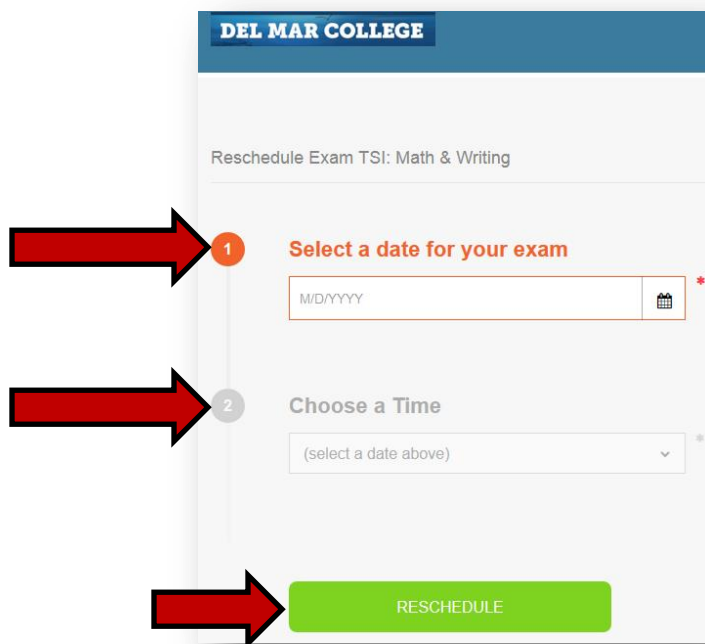 DEL MAR COLLEGE
Reschedule Exam TSI: Math & Writing
1
Select a date for your exam
M/D/YYYY
*
2
Choose a Time
*
(select a date above)
RESCHEDULE